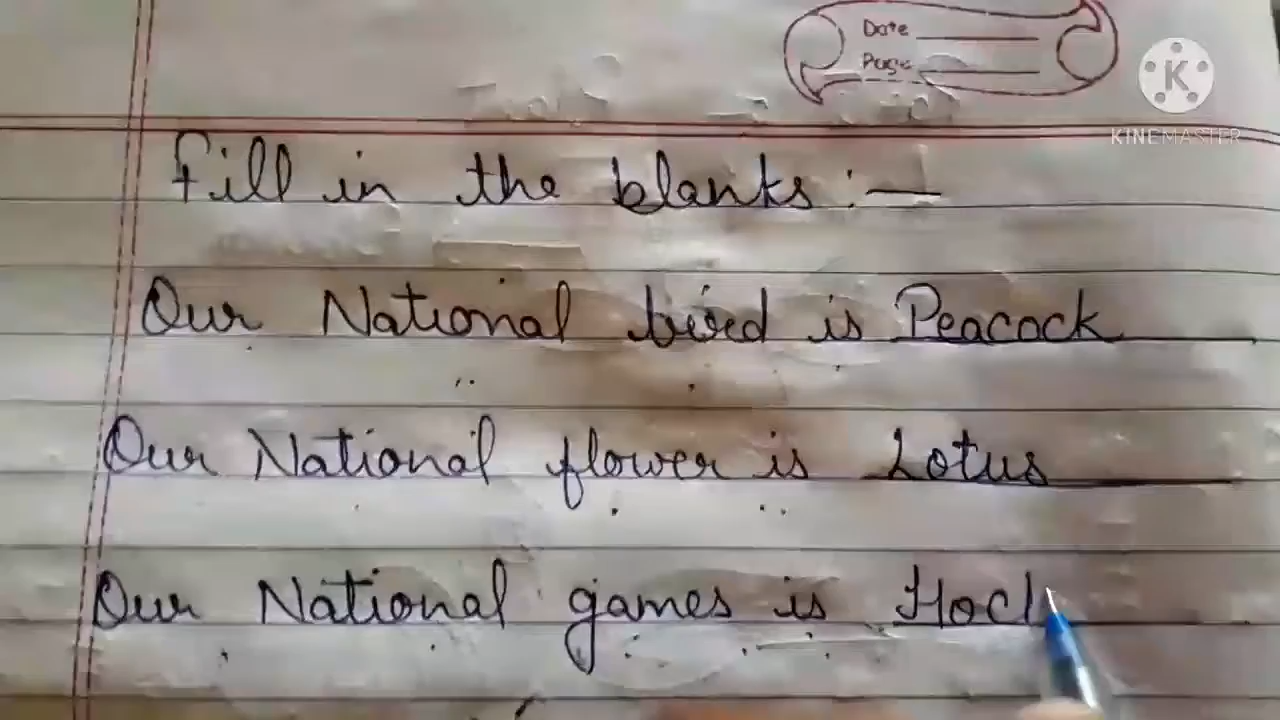 Date
Page
KINEMASTER
Fill in the blanks :—
Our National bird is Peacock
Our National flower is Lotus
Our National games is Hock